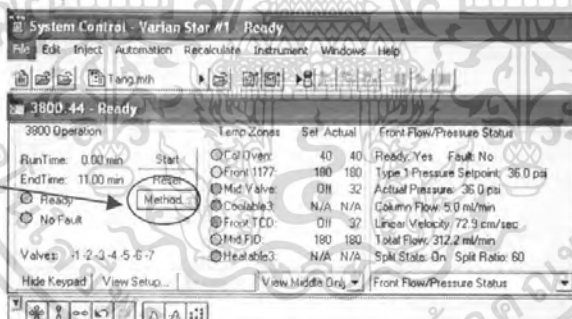 System Control - Varian Star #1 - Ready
File Edit Inject Automation Recalculate Instrument Windows Help
Tang.mth
3800.44 - Ready
3800 Operation
RunTime: 0.00 min Start
EndTime: 11.00 min Reset
Ready Method...
No Fault
Valves: -1-2-3-4-5-6-7
Temp Zones Set Actual
Col Oven: 40 40
Front 1177: 180 180
Mid Valve: Off 32
Coolable3: N/A N/A
Front TCD: Off 32
Mid FID: 180 180
Heatable3: N/A N/A
Front Flow/Pressure Status
Ready: Yes Fault: No
Type 1 Pressure Setpoint: 36.0 psi
Actual Pressure: 36.0 psi
Column Flow: 5.0 ml/min
Linear Velocity: 72.9 cm/sec
Total Flow: 312.2 ml/min
Split State: On Split Ratio: 60
Hide Keypad View Setup... View Middle Only Front Flow/Pressure Status